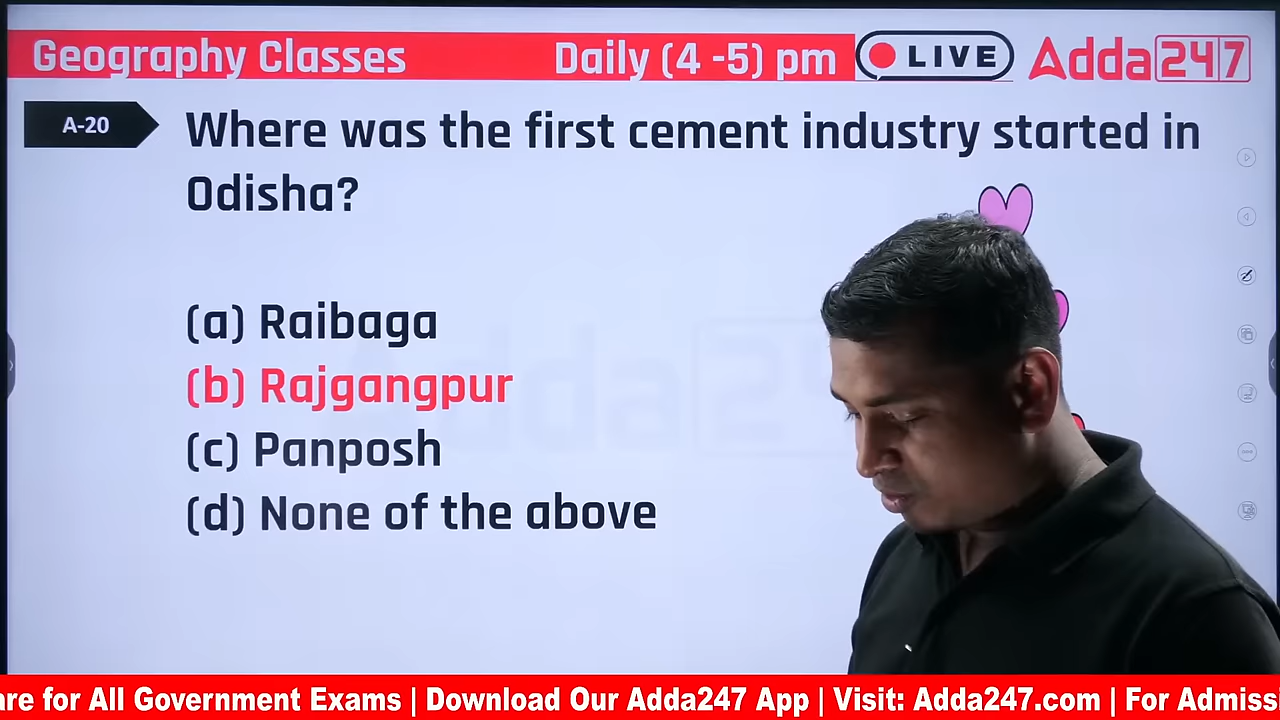 Geography Classes
Daily (4 -5) pm
LIVE
Adda247
A-20
Where was the first cement industry started in
Odisha?
(a) Raibaga
(b) Rajgangpur
(c) Panposh
(d) None of the above
are for All Government Exams | Download Our Adda247 App | Visit: Adda247.com | For Admiss